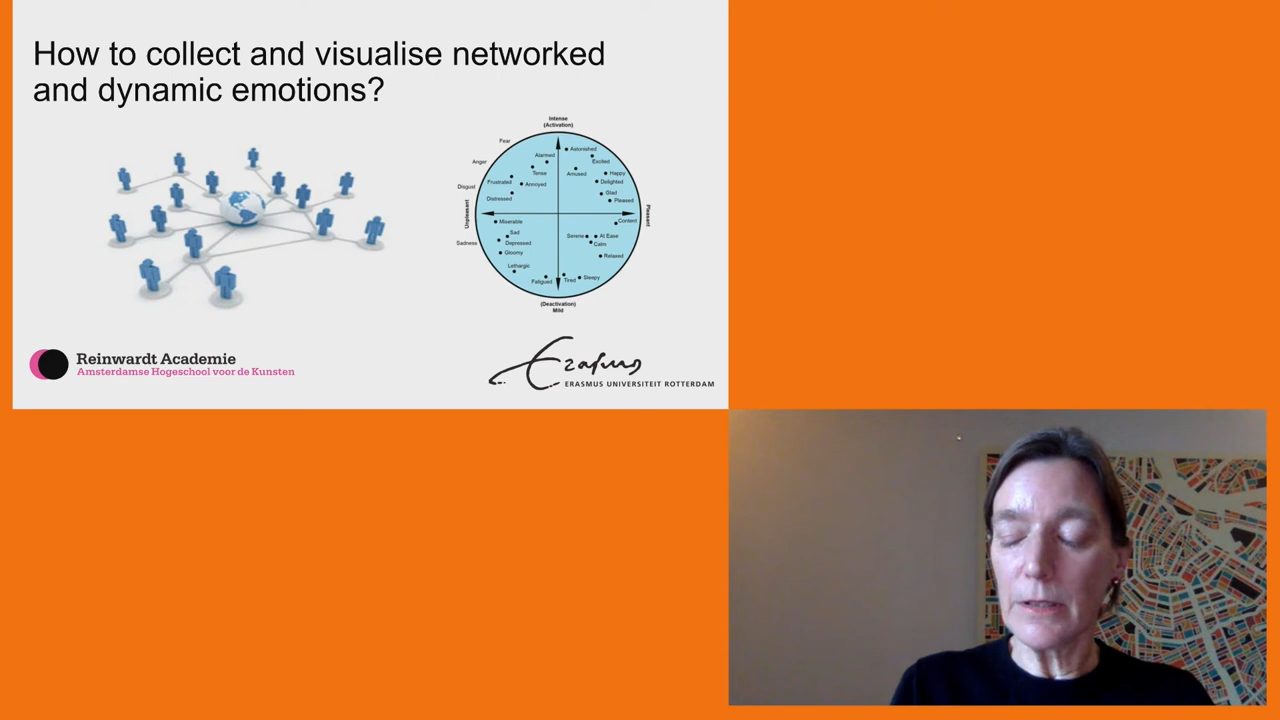 How to collect and visualise networked
and dynamic emotions?
Intense
(Activation)
Fear
Astonished
Alarmed
Excited
Anger
Tense
Amused
Happy
Frustrated
Annoyed
Delighted
Disgust
Distressed
Glad
Pleased
Unpleasant
Pleasant
Miserable
Content
Sad
Serene
At Ease
Sadness
Depressed
Calm
Gloomy
Relaxed
Lethargic
Fatigued
Tired
Sleepy
(Deactivation)
Mild
Reinwardt Academie
Amsterdamse Hogeschool voor de Kunsten
Erasmus
ERASMUS UNIVERSITEIT ROTTERDAM